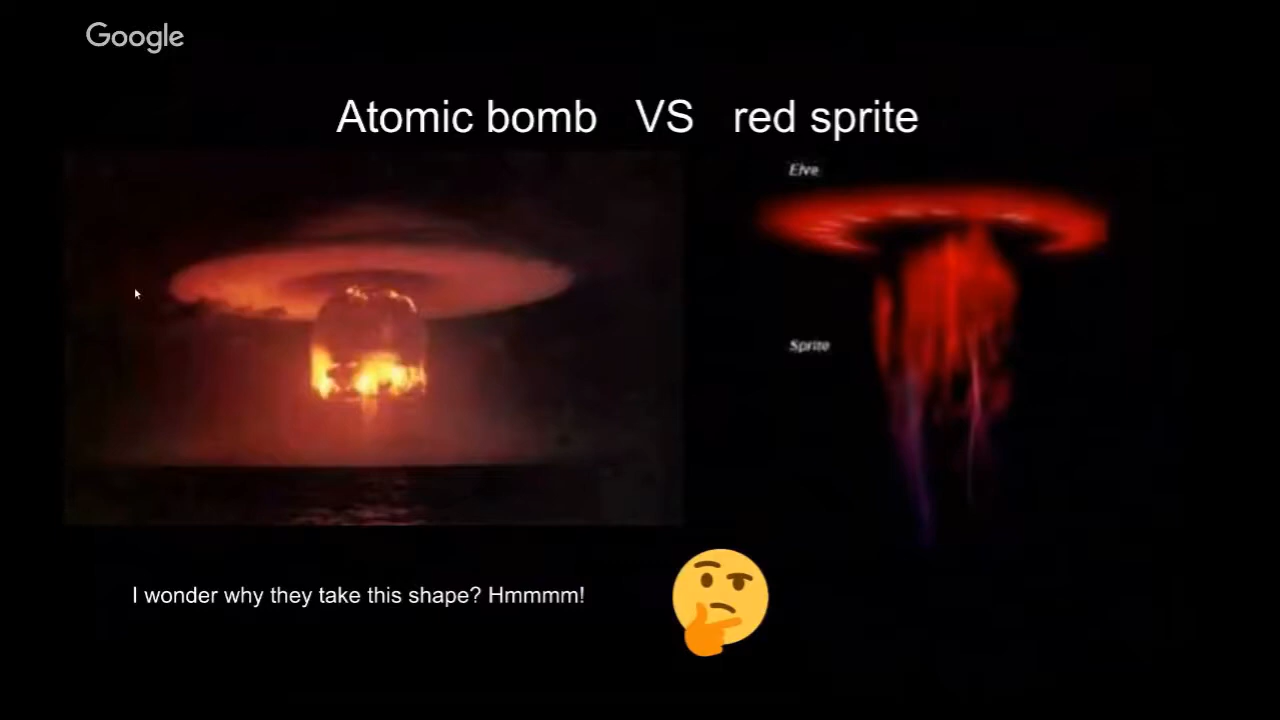 Google
Atomic bomb VS red sprite
Elve
Sprite
I wonder why they take this shape? Hmmmm!